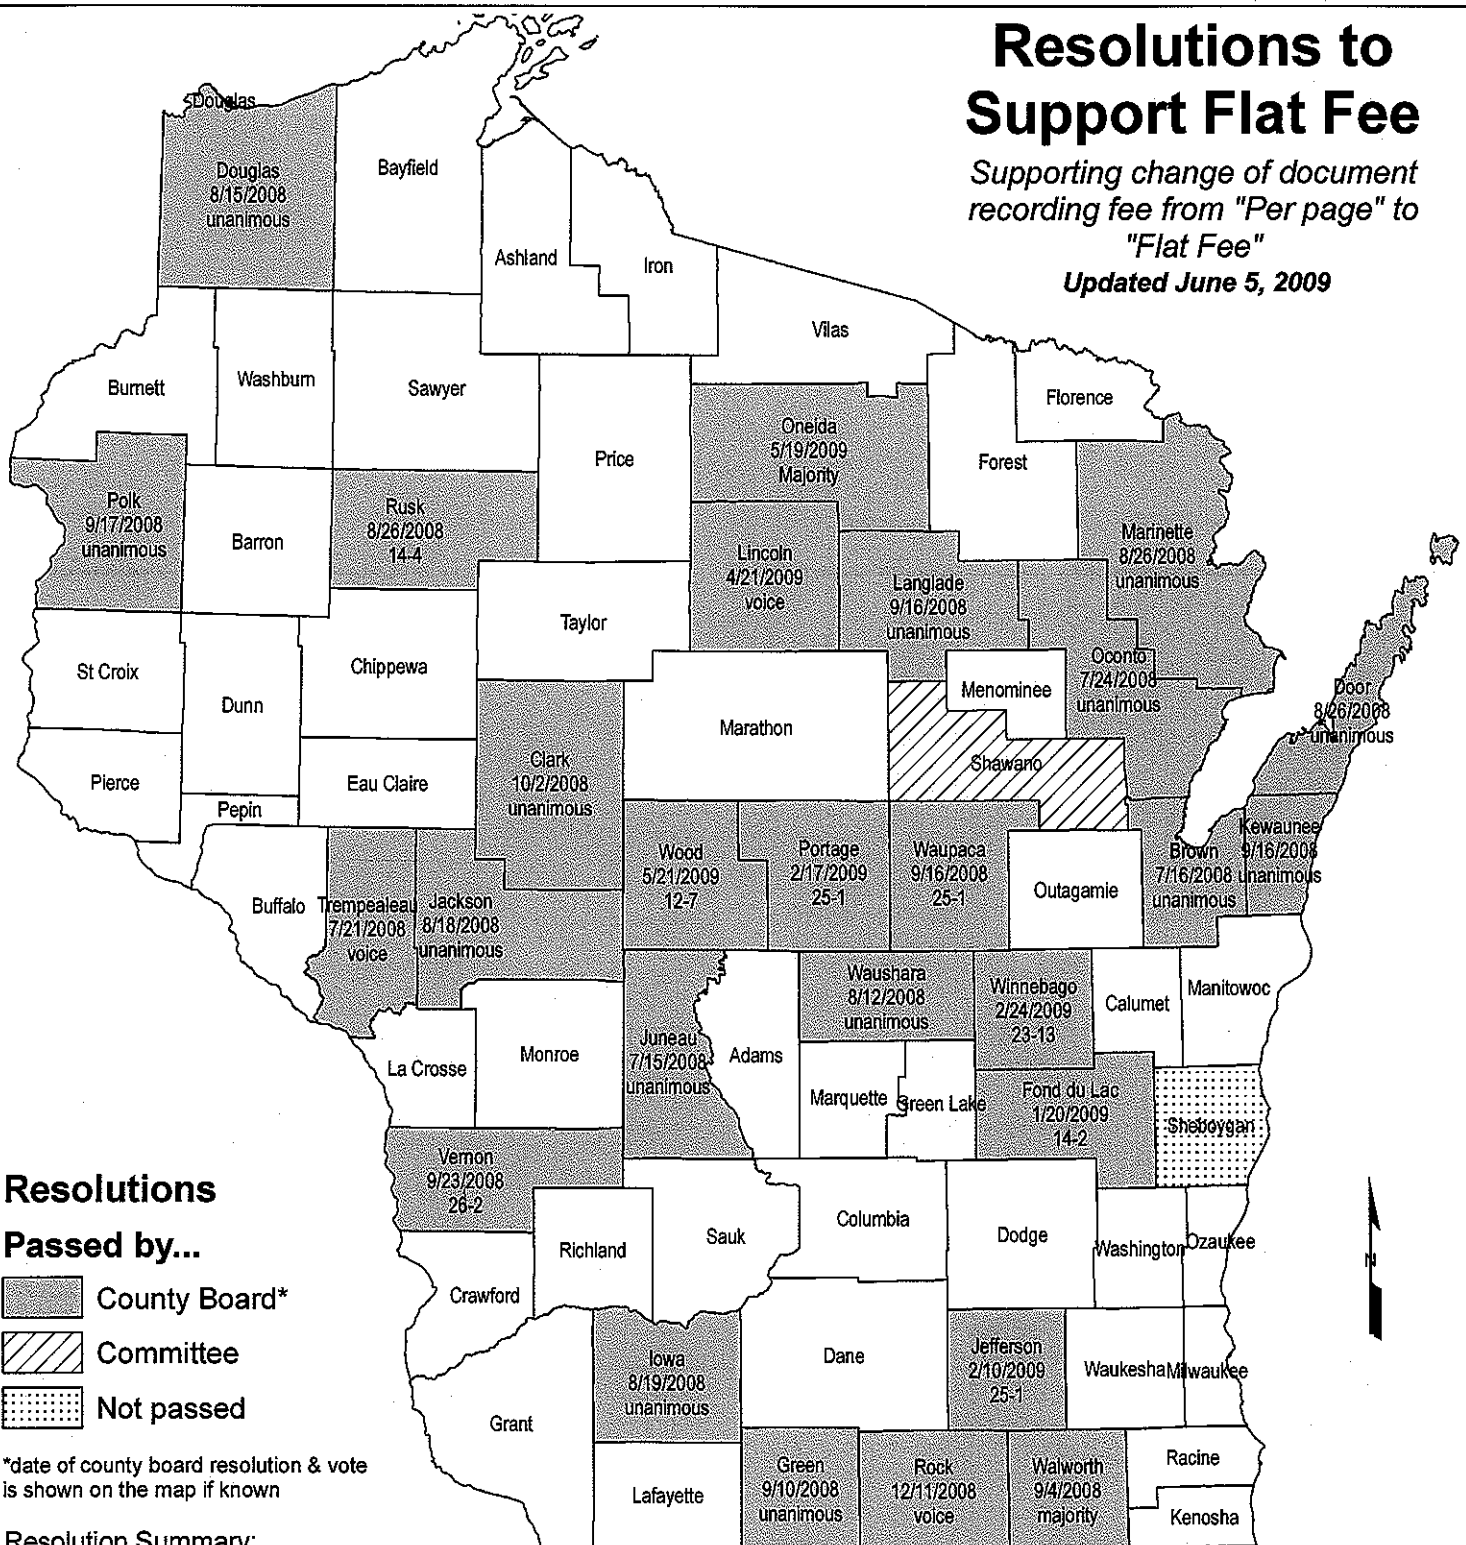 Resolutions to
Support Flat Fee
Supporting change of document
recording fee from "Per page" to
"Flat Fee"
Updated June 5, 2009
Douglas
Douglas
8/15/2008
unanimous
Bayfield
Ashland
Iron
Vilas
Burnett
Washburn
Sawyer
Price
Oneida
5/19/2009
Majority
Forest
Florence
Polk
9/17/2008
unanimous
Barron
Rusk
8/26/2008
14-4
Lincoln
4/21/2009
voice
Langlade
9/16/2008
unanimous
Marinette
8/26/2008
unanimous
Taylor
St Croix
Dunn
Chippewa
Marathon
Menominee
Oconto
7/24/2008
unanimous
Door
8/26/2008
unanimous
Pierce
Pepin
Eau Claire
Clark
10/2/2008
unanimous
Shawano
Buffalo
Trempealeau
7/21/2008
voice
Jackson
8/18/2008
unanimous
Wood
5/21/2009
12-7
Portage
2/17/2009
25-1
Waupaca
9/16/2008
25-1
Outagamie
Brown
7/16/2008
unanimous
Kewaunee
9/16/2008
unanimous
La Crosse
Monroe
Juneau
7/15/2008
unanimous
Adams
Waushara
8/12/2008
unanimous
Winnebago
2/24/2009
23-13
Calumet
Manitowoc
Marquette
Green Lake
Fond du Lac
1/20/2009
14-2
Sheboygan
Vernon
9/23/2008
26-2
Richland
Sauk
Columbia
Dodge
Washington
Ozaukee
Crawford
Grant
Iowa
8/19/2008
unanimous
Dane
Jefferson
2/10/2009
25-1
Waukesha
Milwaukee
Lafayette
Green
9/10/2008
unanimous
Rock
12/11/2008
voice
Walworth
9/4/2008
majority
Racine
Kenosha
N
Resolutions
Passed by...
County Board*
Committee
Not passed
*date of county board resolution & vote
is shown on the map if known
Resolution Summary: